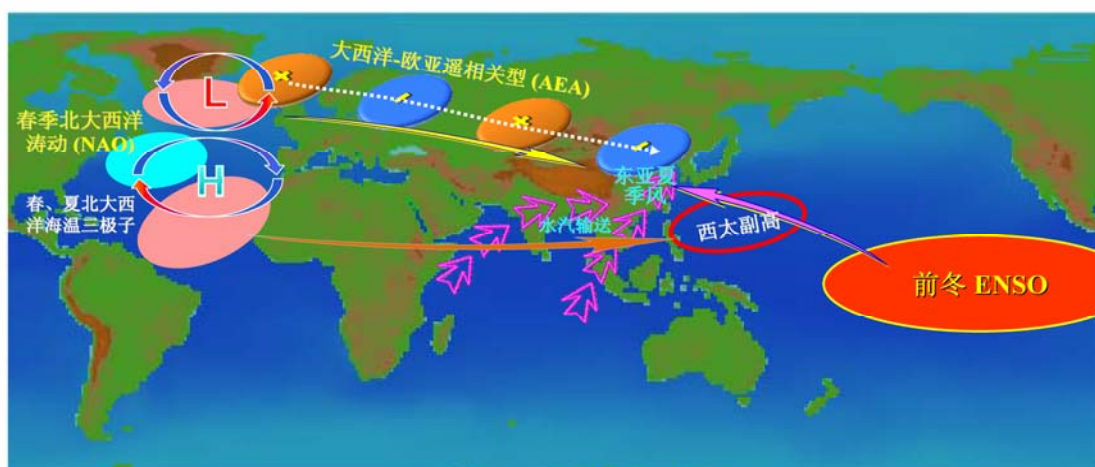 大西洋-欧亚遥相关型 (AEA)
L
春季北大西洋
涛动 (NAO)
H
春、夏北大西
洋海温三极子
东亚夏
季风
水汽输送
西太副高
前冬 ENSO